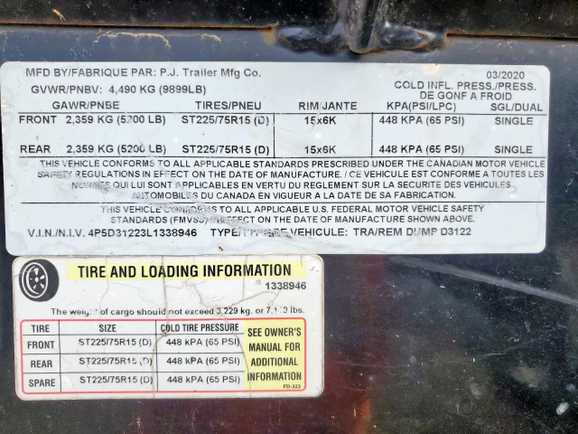 MFD BY/FABRIQUE PAR: P.J. Trailer Mfg Co. 03/2020
GVWR/PNBV: 4,490 KG (9899LB) COLD INFL. PRESS./PRESS. DE GONF A FROID
GAWR/PNBE TIRES/PNEU RIM/JANTE KPA(PSI/LPC) SGL/DUAL
FRONT 2,359 KG (5200 LB) ST225/75R15 (D) 15x6K 448 KPA (65 PSI) SINGLE
REAR 2,359 KG (5200 LB) ST225/75R15 (D) 15x6K 448 KPA (65 PSI) SINGLE
THIS VEHICLE CONFORMS TO ALL APPLICABLE STANDARDS PRESCRIBED UNDER THE CANADIAN MOTOR VEHICLE
SAFETY REGULATIONS IN EFFECT ON THE DATE OF MANUFACTURE. / CE VEHICULE EST CONFORME A TOUTES LES
NORMES QUI LUI SONT APPLICABLES EN VERTU DU REGLEMENT SUR LA SECURITE DES VEHICULES
AUTOMOBILES DU CANADA EN VIGUEUR A LA DATE DE SA FABRICATION.
THIS VEHICLE CONFORMS TO ALL APPLICABLE U.S. FEDERAL MOTOR VEHICLE SAFETY
STANDARDS (FMVSS) IN EFFECT ON THE DATE OF MANUFACTURE SHOWN ABOVE.
V.I.N./N.I.V. 4P5D31223L1338946 TYPE/TYPE DE VEHICULE: TRA/REM DUMP D3122
TIRE AND LOADING INFORMATION
1338946
The weight of cargo should not exceed 3,229 kg. or lbs.
TIRE SIZE COLD TIRE PRESSURE
FRONT ST225/75R15 (D) 448 kPA (65 PSI)
REAR ST225/75R15 (D) 448 kPA (65 PSI)
SPARE ST225/75R15 (D) 448 kPA (65 PSI)
SEE OWNER'S
MANUAL FOR
ADDITIONAL
INFORMATION